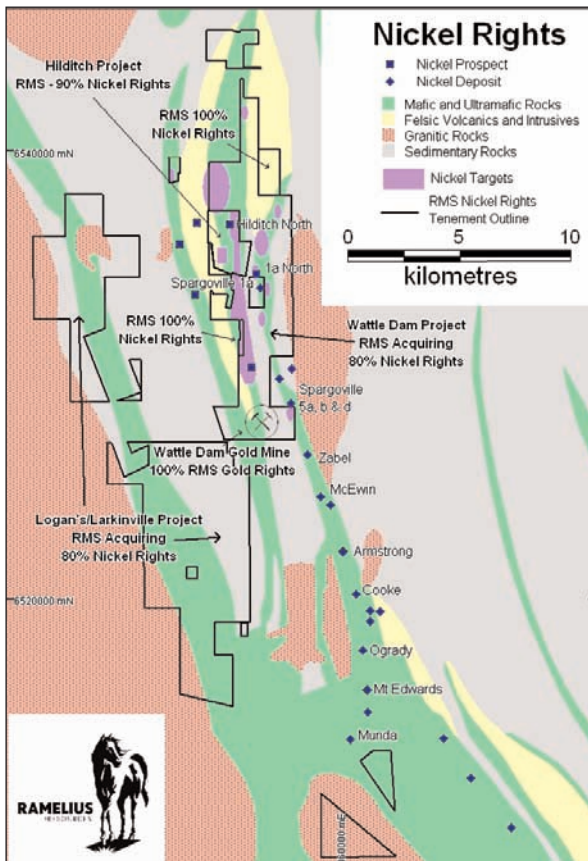 Nickel Rights
Nickel Prospect
Nickel Deposit
Mafic and Ultramafic Rocks
Felsic Volcanics and Intrusives
Granitic Rocks
Sedimentary Rocks
Nickel Targets
RMS Nickel Rights
Tenement Outline
0 5 10
kilometres
Hilditch Project
RMS - 90% Nickel Rights
RMS 100%
Nickel Rights
6540000 mN
Hilditch North
1a North
Spargoville 1a
RMS 100%
Nickel Rights
Wattle Dam Project
RMS Acquiring
80% Nickel Rights
Spargoville
5a, b & d
Wattle Dam Gold Mine
100% RMS Gold Rights
Zabel
McEwin
Logan's/Larkinville Project
RMS Acquiring
80% Nickel Rights
Armstrong
Cooke
6520000 mN
Ogrady
Mt Edwards
Munda
RAMELIUS
RESOURCES